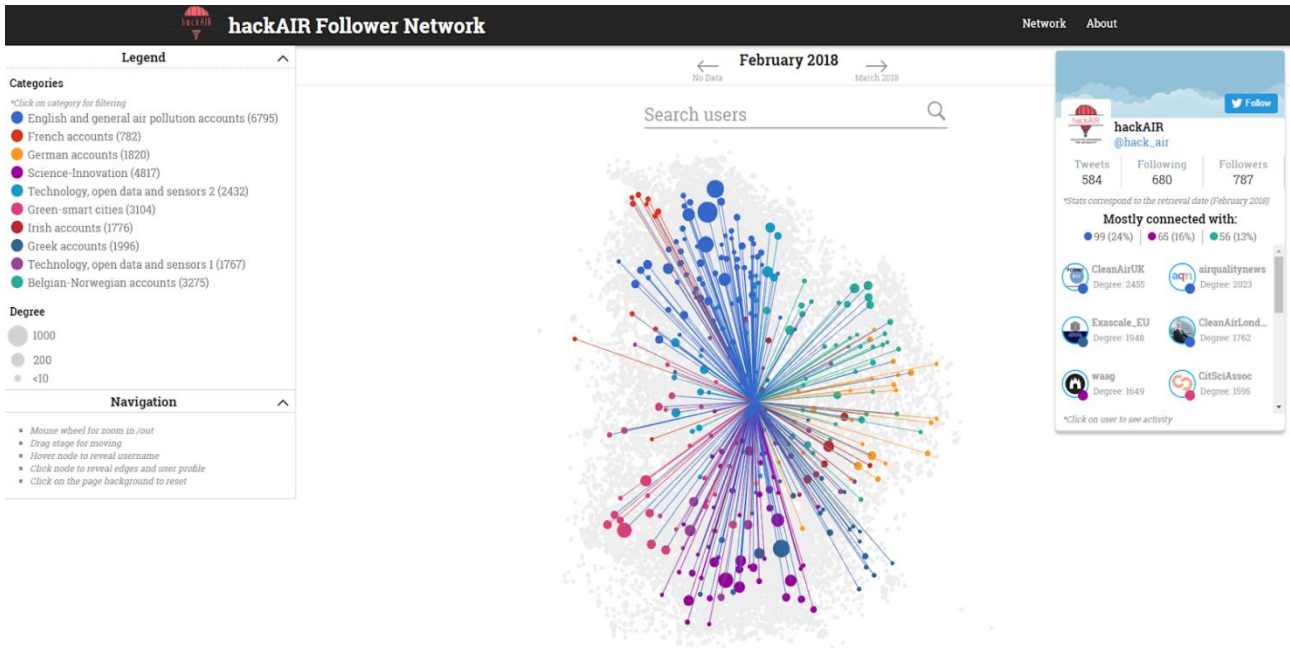 hackAIR
hackAIR Follower Network
Network
About
Legend
Categories
*Click on category for filtering
English and general air pollution accounts (6795)
French accounts (782)
German accounts (1820)
Science-Innovation (4817)
Technology, open data and sensors 2 (2432)
Green-smart cities (3104)
Irish accounts (1776)
Greek accounts (1996)
Technology, open data and sensors 1 (1767)
Belgian-Norwegian accounts (3275)
Degree
1000
200
<10
Navigation
Mouse wheel for zoom in /out
Drag stage for moving
Hover node to reveal username
Click node to reveal edges and user profile
Click on the page background to reset
No Data
February 2018
March 2018
Search users
Follow
hackAIR
hackAIR
@hack_air
Tweets Following Followers
584 680 787
*Stats correspond to the retrieval date (February 2018)
Mostly connected with:
99 (24%) 65 (16%) 56 (13%)
CleanAirUK
Degree: 2455
aqn
airqualitynews
Degree: 2023
Exascale_EU
Degree: 1948
CleanAirLond...
Degree: 1762
waag
Degree: 1649
CitSciAssoc
Degree: 1595
*Click on user to see activity